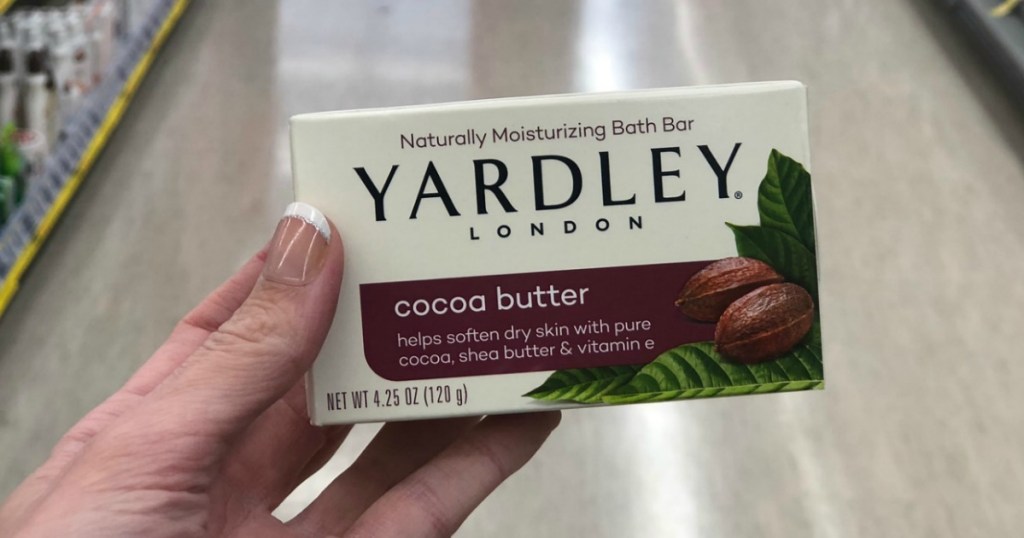 Naturally Moisturizing Bath Bar
YARDLEY®
LONDON
cocoa butter
helps soften dry skin with pure
cocoa, shea butter & vitamin e
NET WT 4.25 OZ (120 g)